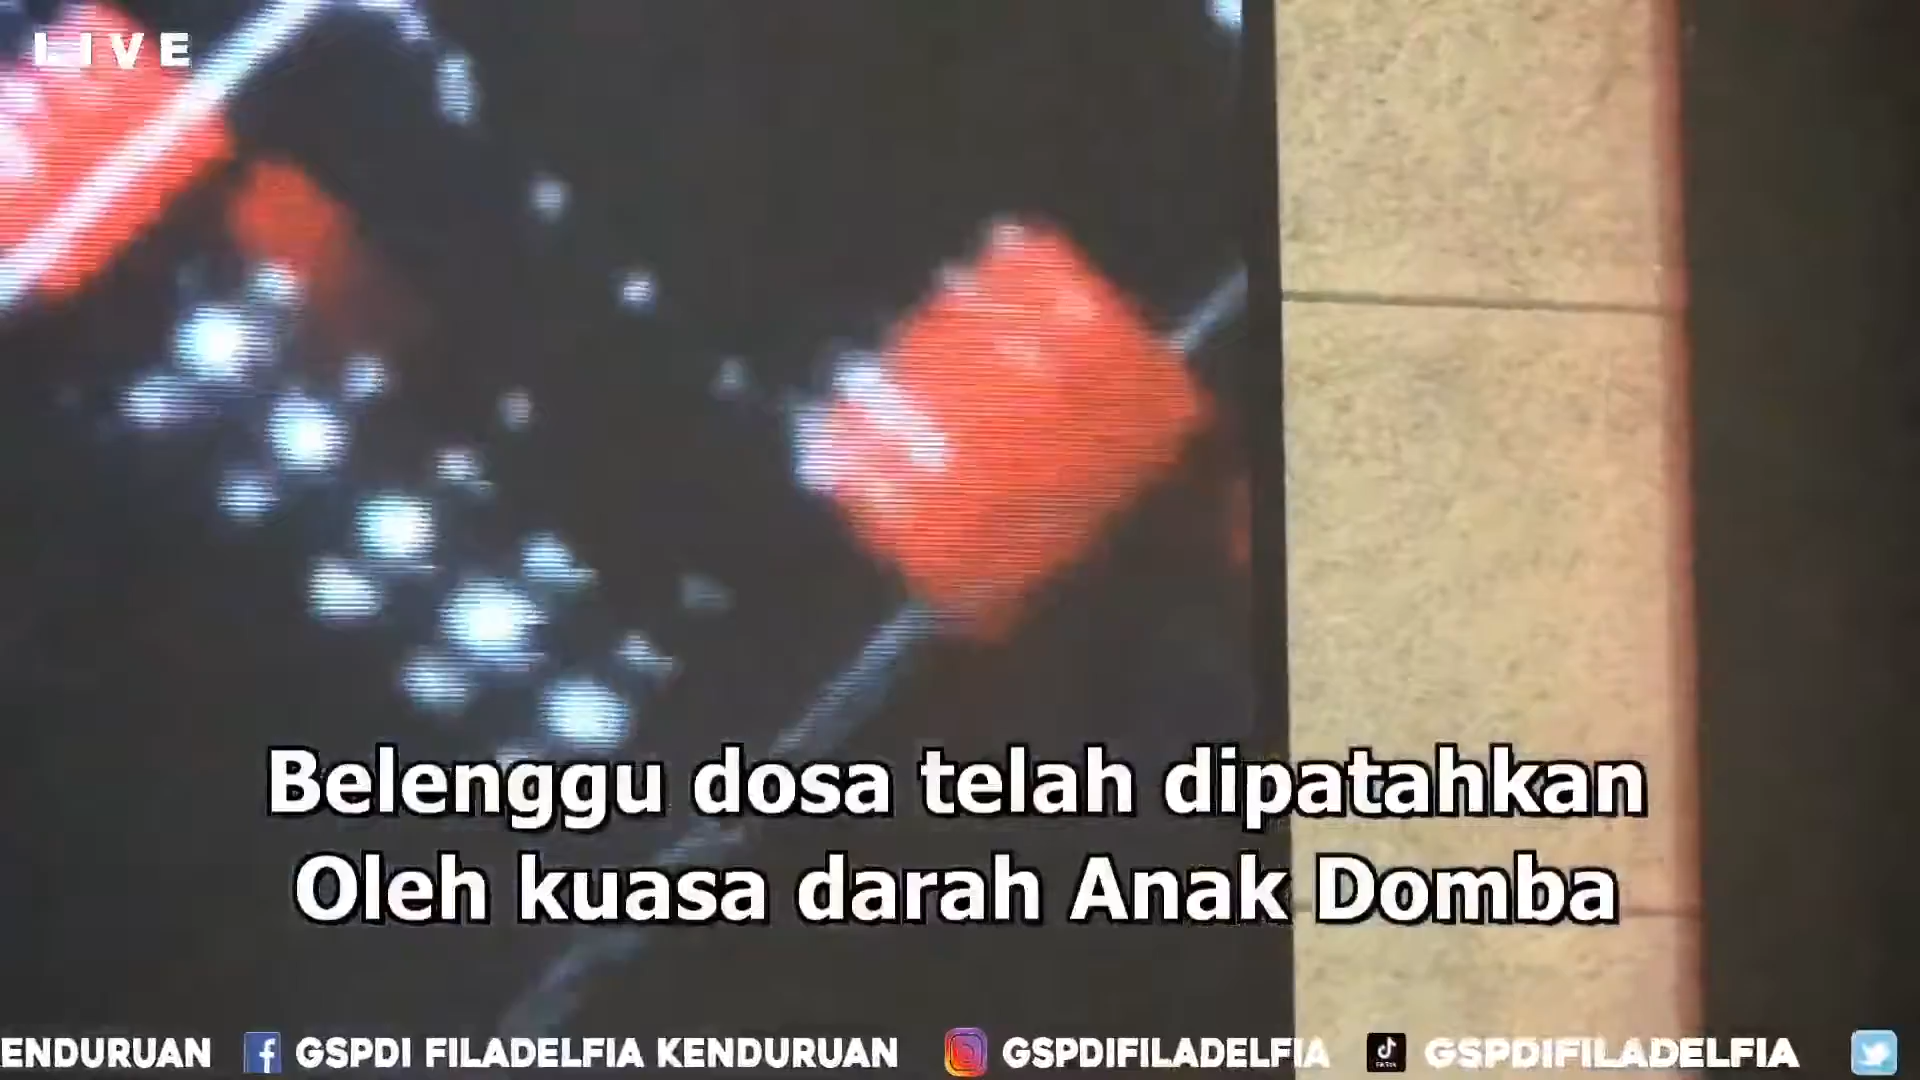 LIVE
Belenggu dosa telah dipatahkan
Oleh kuasa darah Anak Domba
ENDURUAN GSPDI FILADELFIA KENDURUAN GSPDIFILADELFIA GSPDIFILADELFIA